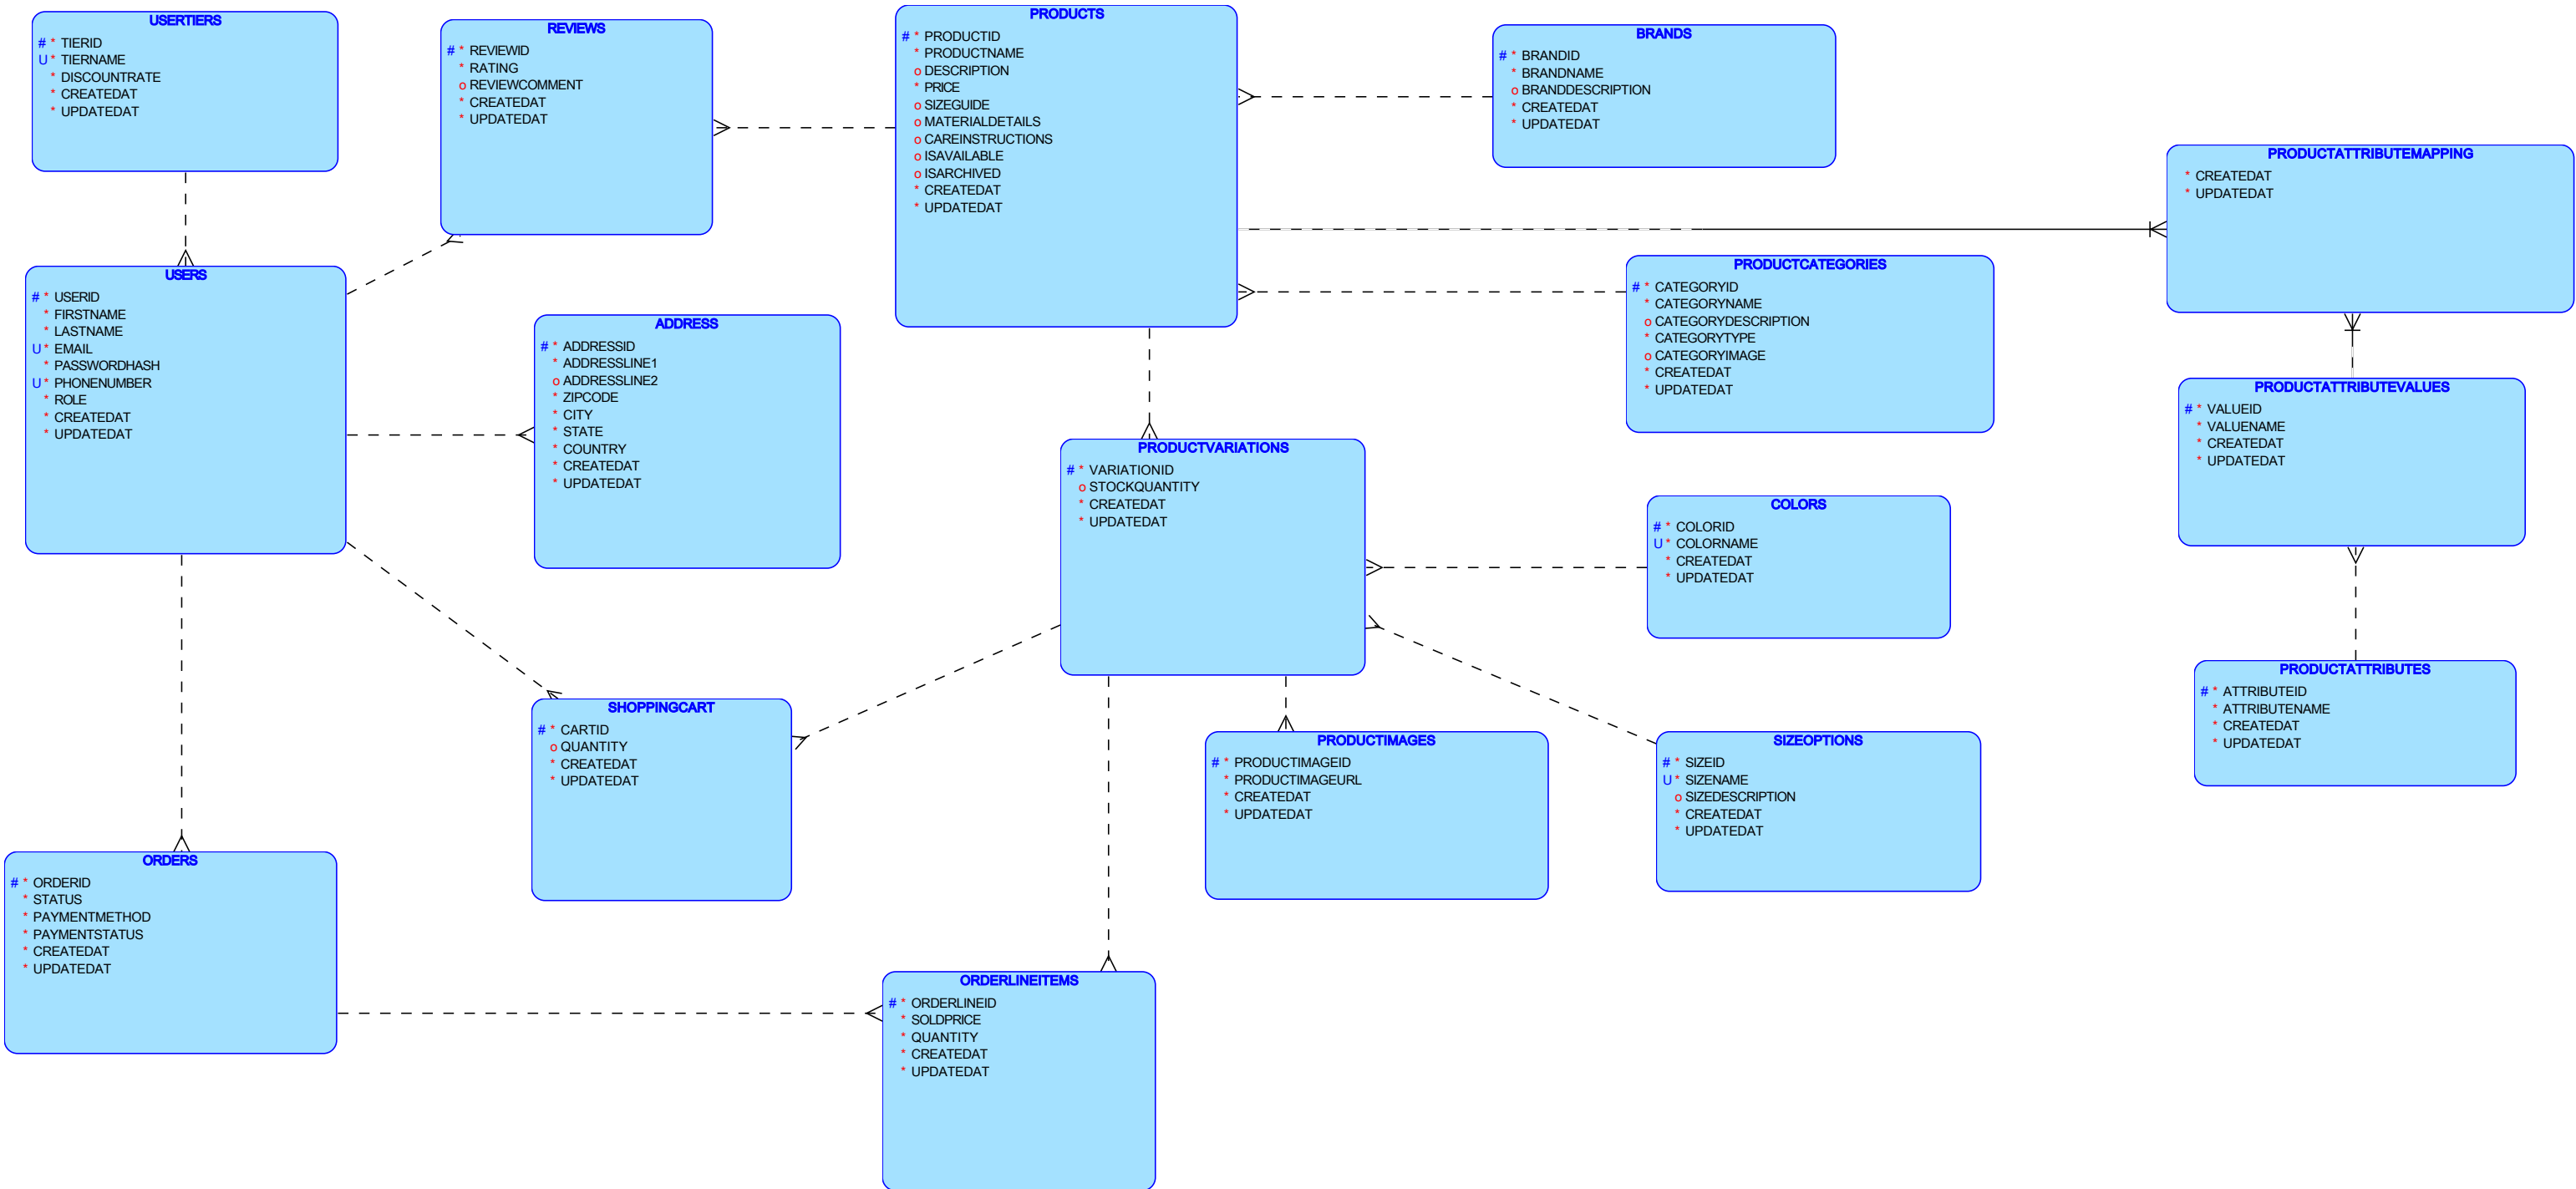 USERTIERS
# * TIERID
U * TIERNAME
* DISCOUNTRATE
* CREATEDAT
* UPDATEDAT
REVIEWS
# * REVIEWID
* RATING
o REVIEWCOMMENT
* CREATEDAT
* UPDATEDAT
PRODUCTS
# * PRODUCTID
* PRODUCTNAME
o DESCRIPTION
* PRICE
o SIZEGUIDE
o MATERIALDETAILS
o CAREINSTRUCTIONS
o ISAVAILABLE
o ISARCHIVED
* CREATEDAT
* UPDATEDAT
BRANDS
# * BRANDID
* BRANDNAME
o BRANDDESCRIPTION
* CREATEDAT
* UPDATEDAT
PRODUCTATTRIBUTEMAPPING
* CREATEDAT
* UPDATEDAT
USERS
# * USERID
* FIRSTNAME
* LASTNAME
U * EMAIL
* PASSWORDHASH
U * PHONENUMBER
* ROLE
* CREATEDAT
* UPDATEDAT
ADDRESS
# * ADDRESSID
* ADDRESSLINE1
o ADDRESSLINE2
* ZIPCODE
* CITY
* STATE
* COUNTRY
* CREATEDAT
* UPDATEDAT
PRODUCTCATEGORIES
# * CATEGORYID
* CATEGORYNAME
o CATEGORYDESCRIPTION
* CATEGORYTYPE
o CATEGORYIMAGE
* CREATEDAT
* UPDATEDAT
PRODUCTATTRIBUTEVALUES
# * VALUEID
* VALUENAME
* CREATEDAT
* UPDATEDAT
PRODUCTVARIATIONS
# * VARIATIONID
o STOCKQUANTITY
* CREATEDAT
* UPDATEDAT
COLORS
# * COLORID
U * COLORNAME
* CREATEDAT
* UPDATEDAT
PRODUCTATTRIBUTES
# * ATTRIBUTEID
* ATTRIBUTENAME
* CREATEDAT
* UPDATEDAT
SHOPPINGCART
# * CARTID
o QUANTITY
* CREATEDAT
* UPDATEDAT
PRODUCTIMAGES
# * PRODUCTIMAGEID
* PRODUCTIMAGEURL
* CREATEDAT
* UPDATEDAT
SIZEOPTIONS
# * SIZEID
U * SIZENAME
o SIZEDESCRIPTION
* CREATEDAT
* UPDATEDAT
ORDERS
# * ORDERID
* STATUS
* PAYMENTMETHOD
* PAYMENTSTATUS
* CREATEDAT
* UPDATEDAT
ORDERLINEITEMS
# * ORDERLINEID
* SOLDPRICE
* QUANTITY
* CREATEDAT
* UPDATEDAT